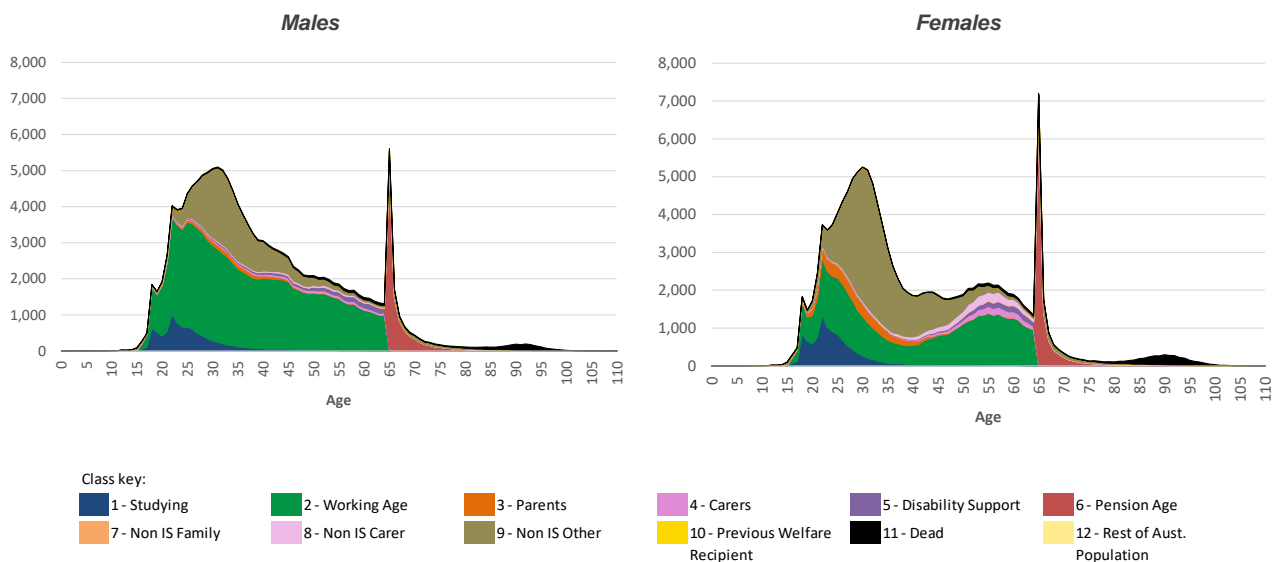 Males
Females
8,000
7,000
6,000
5,000
4,000
3,000
2,000
1,000
0
0 5 10 15 20 25 30 35 40 45 50 55 60 65 70 75 80 85 90 95 100 105 110
Age
8,000
7,000
6,000
5,000
4,000
3,000
2,000
1,000
0
0 5 10 15 20 25 30 35 40 45 50 55 60 65 70 75 80 85 90 95 100 105 110
Age
Class key:
1 - Studying
2 - Working Age
3 - Parents
4 - Carers
5 - Disability Support
6 - Pension Age
7 - Non IS Family
8 - Non IS Carer
9 - Non IS Other
10 - Previous Welfare
Recipient
11 - Dead
12 - Rest of Aust.
Population